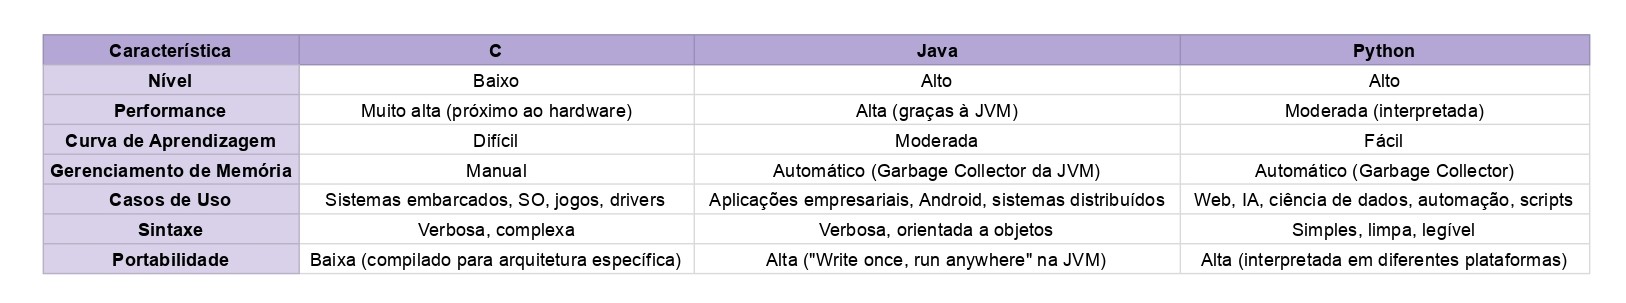 Característica C Java Python
Nível Baixo Alto Alto
Performance Muito alta (próximo ao hardware) Alta (graças à JVM) Moderada (interpretada)
Curva de Aprendizagem Difícil Moderada Fácil
Gerenciamento de Memória Manual Automático (Garbage Collector da JVM) Automático (Garbage Collector)
Casos de Uso Sistemas embarcados, SO, jogos, drivers Aplicações empresariais, Android, sistemas distribuídos Web, IA, ciência de dados, automação, scripts
Sintaxe Verbosa, complexa Verbosa, orientada a objetos Simples, limpa, legível
Portabilidade Baixa (compilado para arquitetura específica) Alta ("Write once, run anywhere" na JVM) Alta (interpretada em diferentes plataformas)